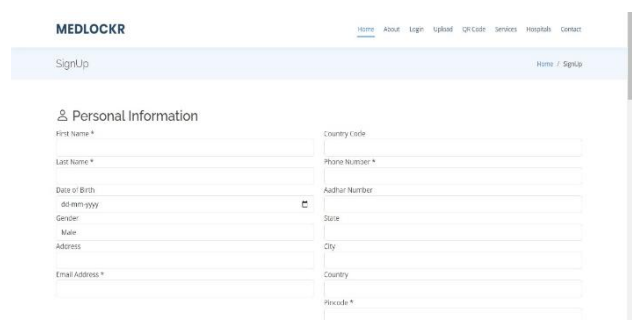 MEDLOCKR
Home About Login Upload QR Code Services Hospitals Contact
SignUp
Home / SignUp
Personal Information
First Name *
Country Code
Last Name *
Phone Number *
Date of Birth
Aadhar Number
dd-mm-yyyy
Gender
State
Male
Address
City
Email Address *
Country
Pincode *